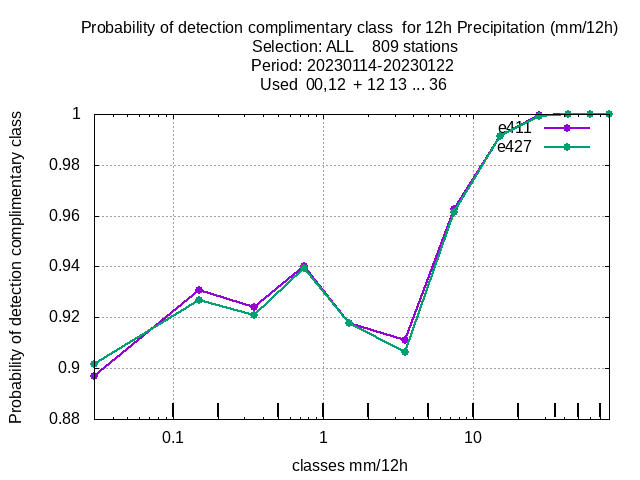 Probability of detection complimentary class for 12h Precipitation (mm/12h)
Selection: ALL 809 stations
Period: 20230114-20230122
Used 00,12 + 12 13 ... 36
Probability of detection complimentary class
1
0.98
0.96
0.94
0.92
0.9
0.88
e411
e427
0.1 1 10
classes mm/12h